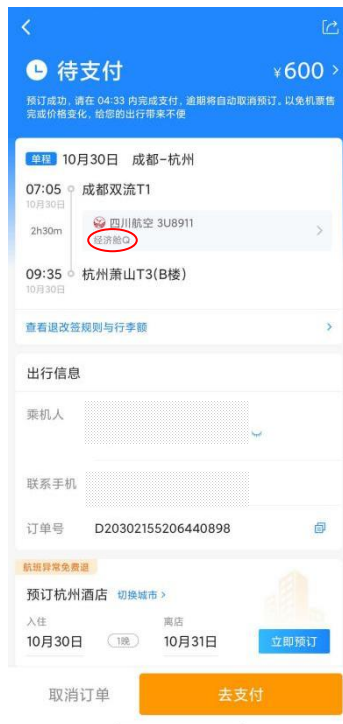 待支付
¥600
预订成功，请在 04:33 内完成支付，逾期将自动取消预订。以免机票售
完或价格变化，给您的出行带来不便
单程 10月30日 成都-杭州
07:05 成都双流T1
10月30日
四川航空 3U8911
2h30m
经济舱Q
09:35 杭州萧山T3(B楼)
10月30日
查看退改签规则与行李额
出行信息
乘机人
联系手机
订单号 D20302155206440898
航班异常免费退
预订杭州酒店 切换城市
入住 离店
10月30日 1晚 10月31日 立即预订
取消订单 去支付